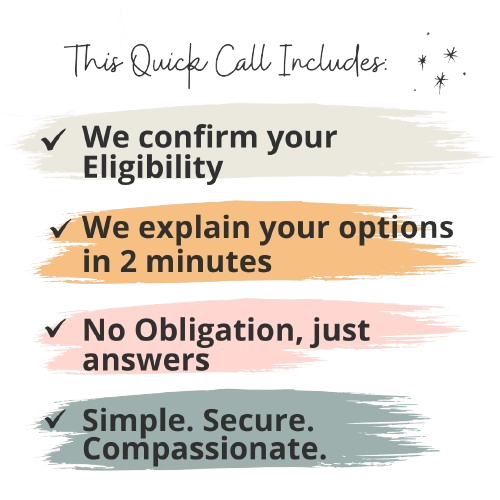 This Quick Call Includes:
We confirm your
Eligibility
We explain your options
in 2 minutes
No Obligation, just
answers
Simple. Secure.
Compassionate.